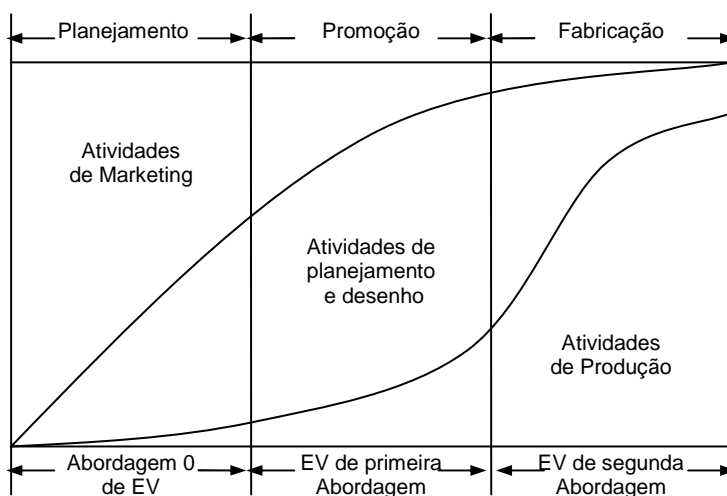 Planejamento
Promoção
Fabricação
Atividades
de Marketing
Atividades de
planejamento
e desenho
Atividades
de Produção
Abordagem 0
de EV
EV de primeira
Abordagem
EV de segunda
Abordagem